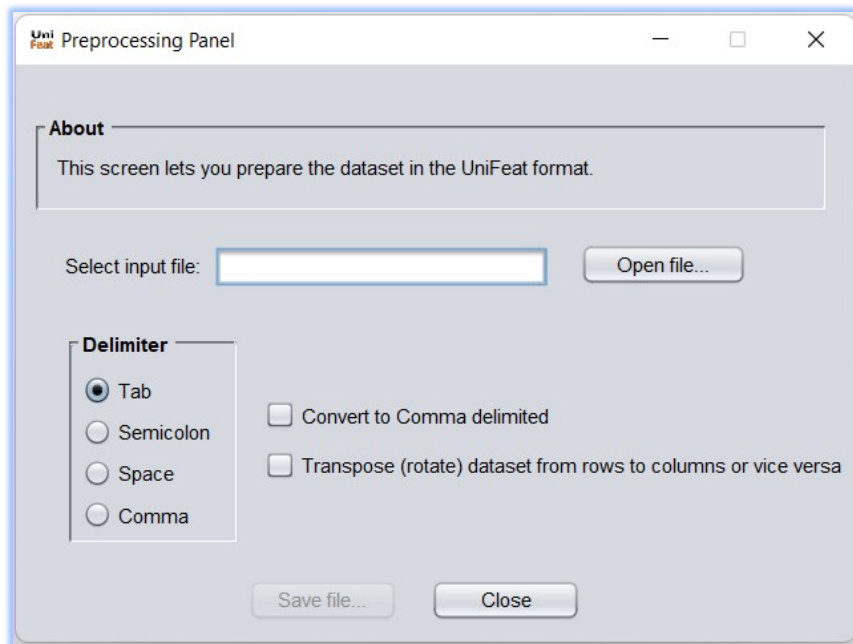 Uni
Feat Preprocessing Panel
About
This screen lets you prepare the dataset in the UniFeat format.
Select input file: Open file...
Delimiter
Tab
Semicolon
Space
Comma
Convert to Comma delimited
Transpose (rotate) dataset from rows to columns or vice versa
Save file... Close